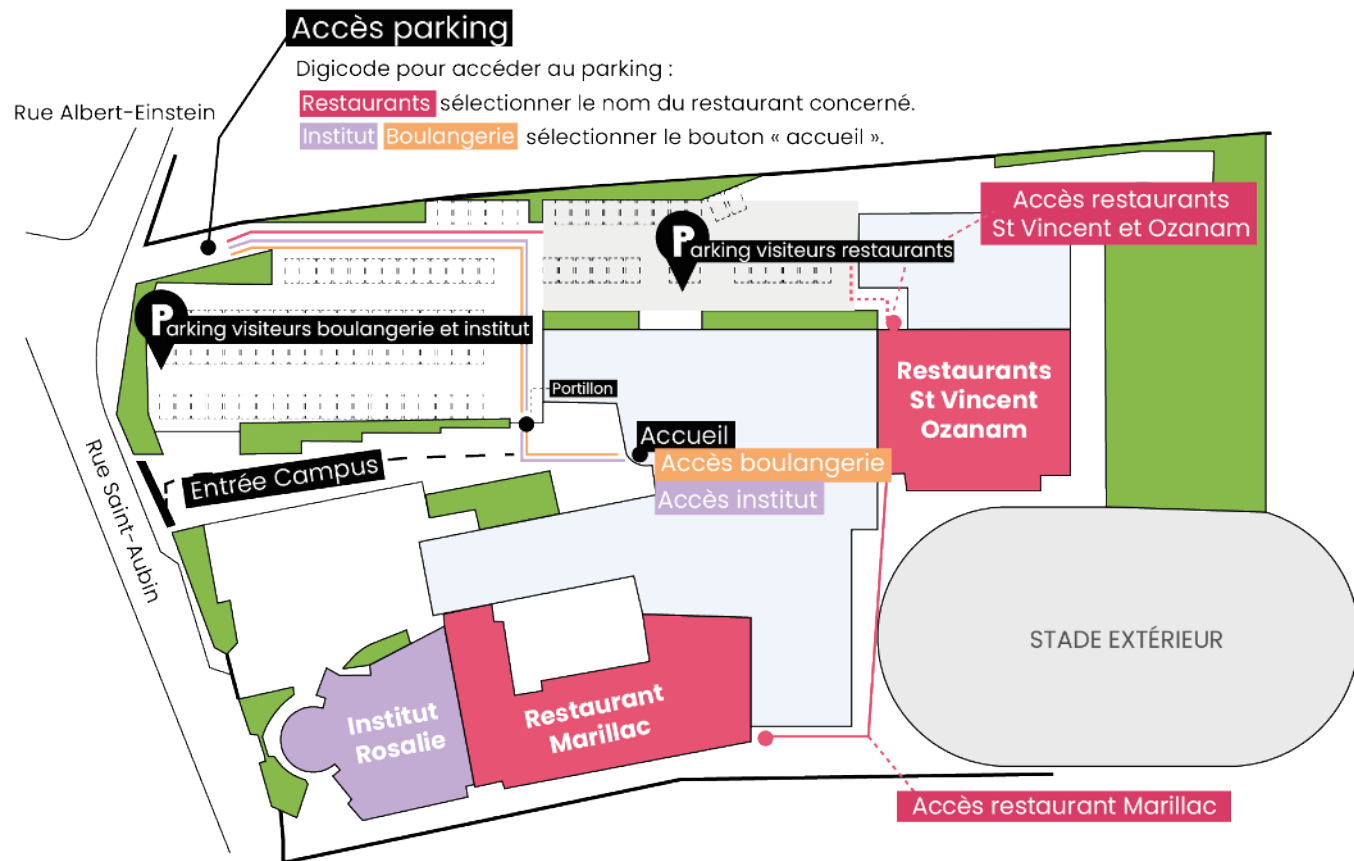 Accès parking
Digicode pour accéder au parking :
Restaurants sélectionner le nom du restaurant concerné.
Institut Boulangerie sélectionner le bouton « accueil ».
Rue Albert-Einstein
Accès restaurants
St Vincent et Ozanam
Parking visiteurs restaurants
Parking visiteurs boulangerie et institut
Portillon
Restaurants
St Vincent
Ozanam
Accueil
Accès boulangerie
Accès institut
Entrée Campus
Rue Saint-Aubin
STADE EXTÉRIEUR
Institut
Rosalie
Restaurant
Marillac
Accès restaurant Marillac